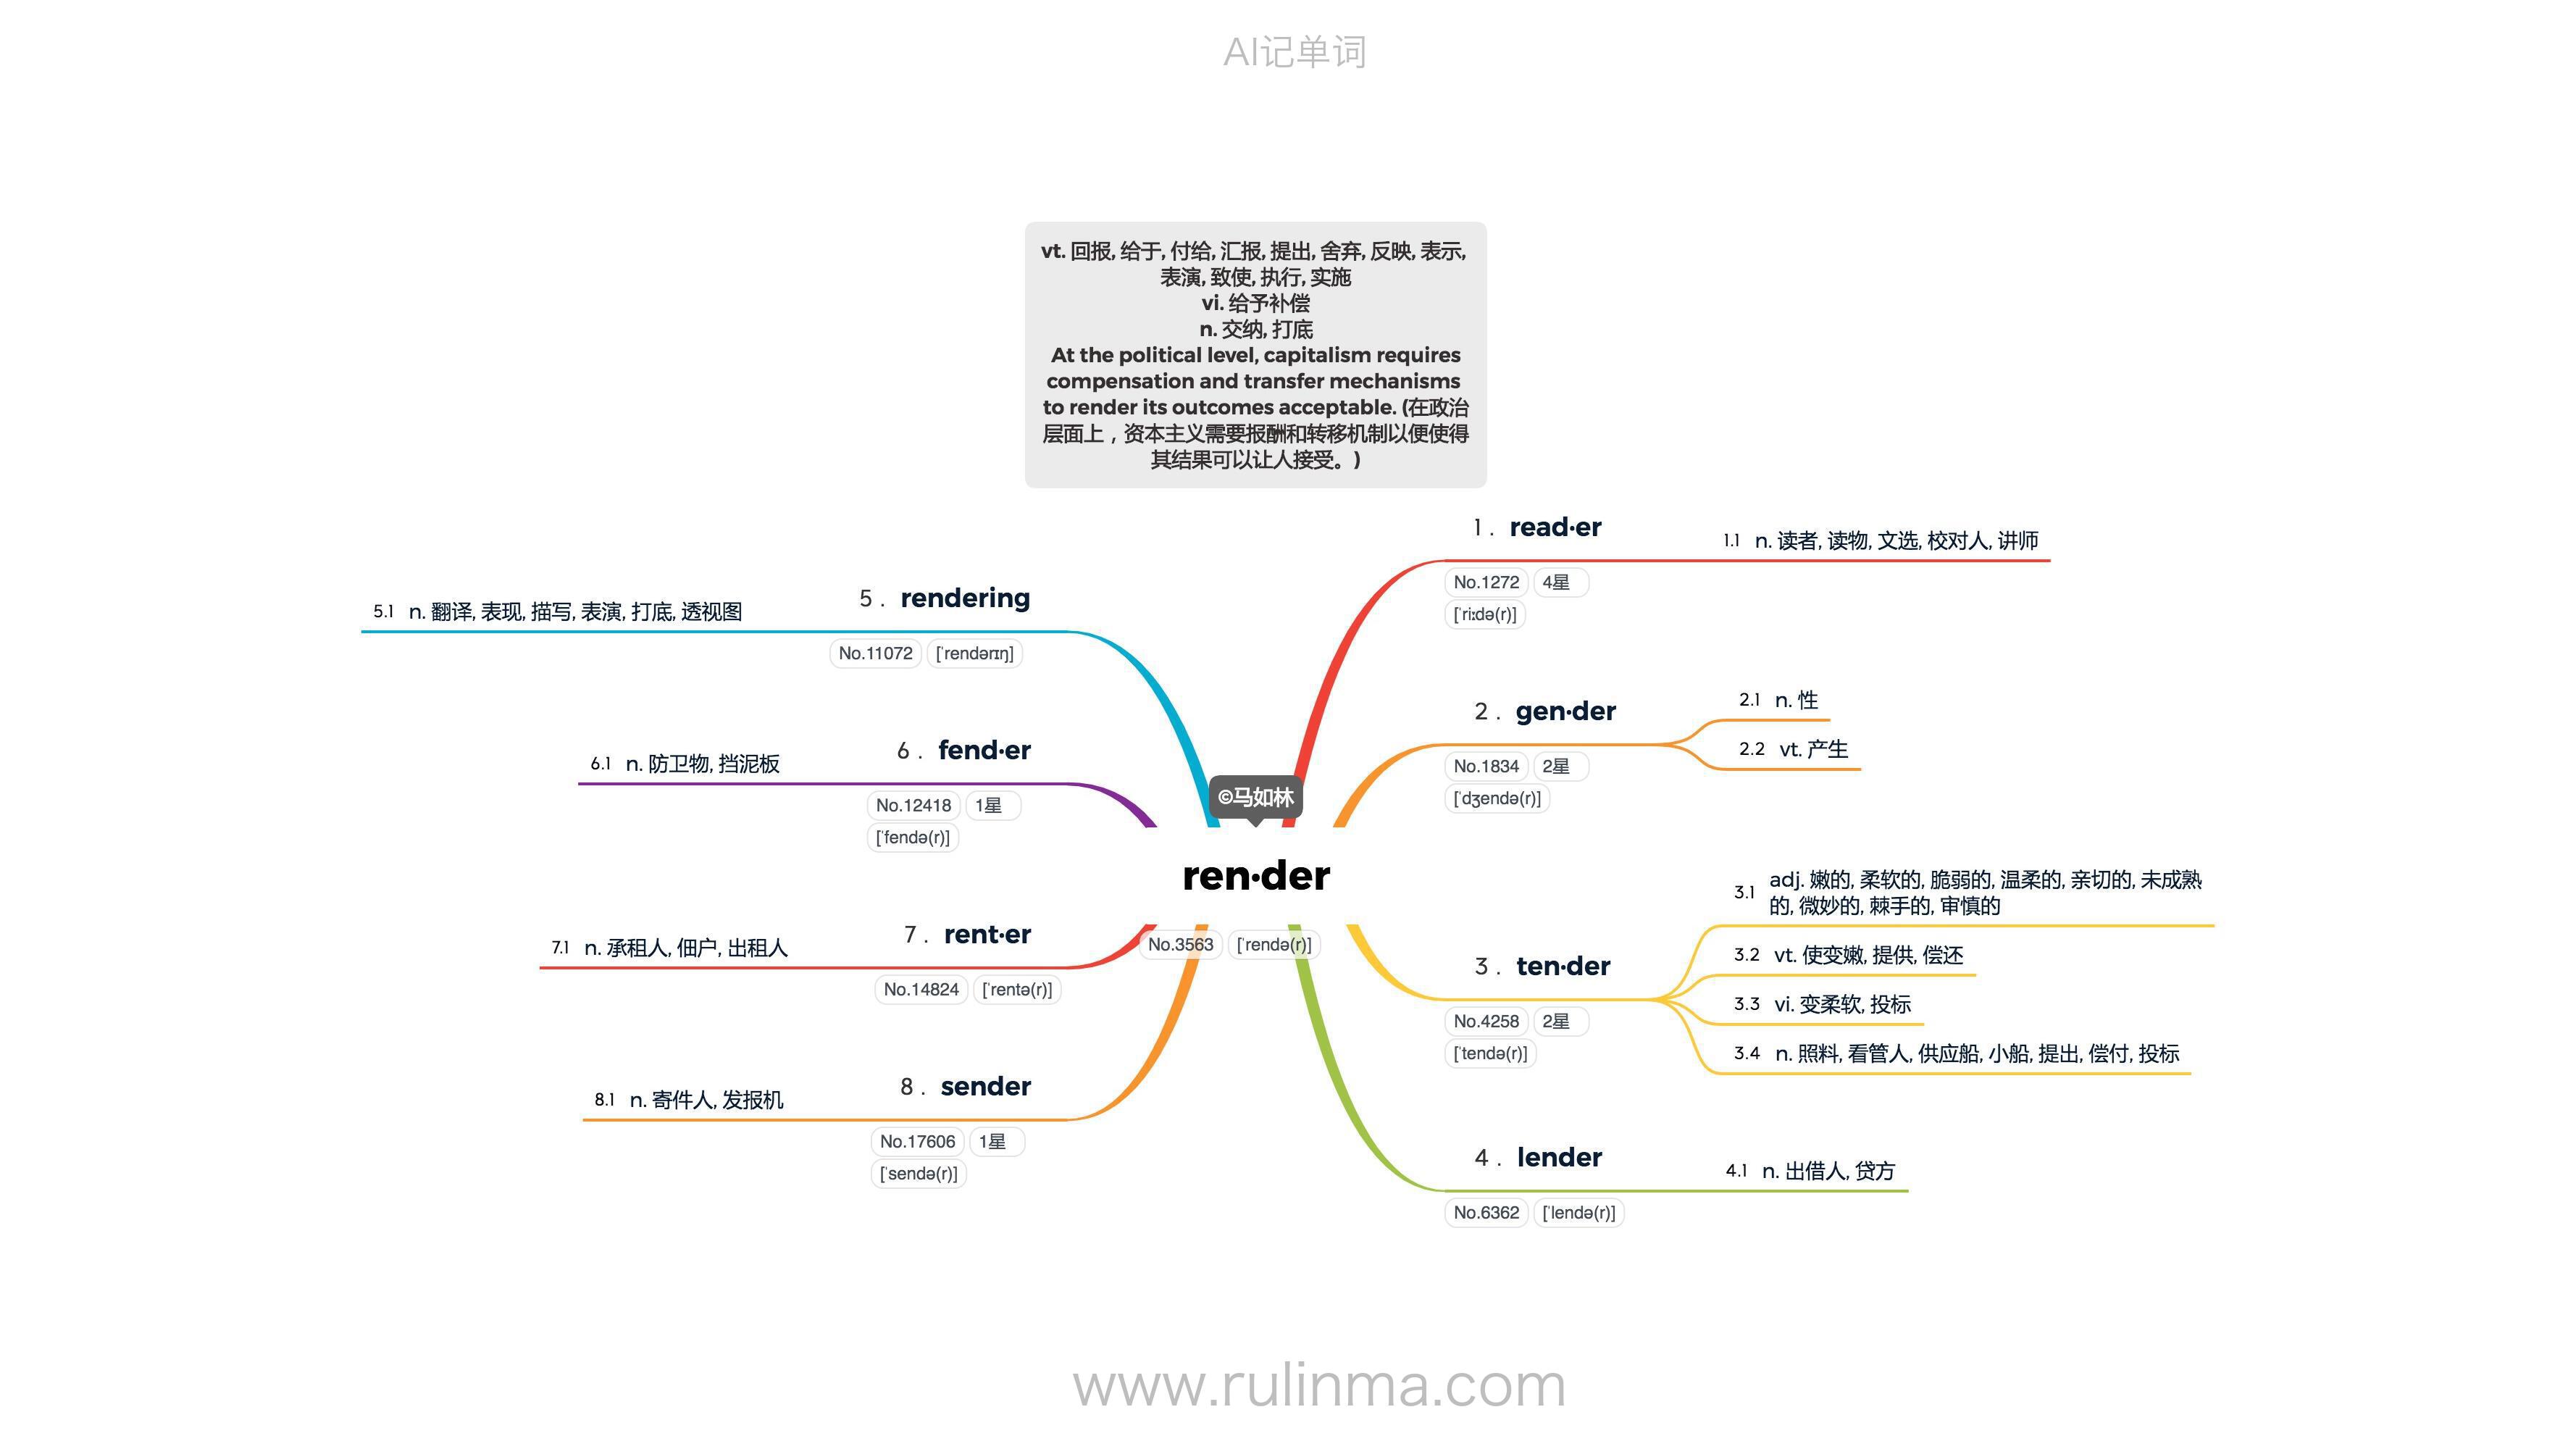 AI记单词
vt. 回报, 给于, 付给, 汇报, 提出, 舍弃, 反映, 表示,
表演, 致使, 执行, 实施
vi. 给予补偿
n. 交纳, 打底
At the political level, capitalism requires
compensation and transfer mechanisms
to render its outcomes acceptable. (在政治
层面上，资本主义需要报酬和转移机制以便使得
其结果可以让人接受。)
©马如林
ren·der
No.3563 [ˈrendə(r)]
1. read·er
No.1272 4星
[ˈriːdə(r)]
1.1 n. 读者, 读物, 文选, 校对人, 讲师
2. gen·der
No.1834 2星
[ˈdʒendə(r)]
2.1 n. 性
2.2 vt. 产生
3. ten·der
No.4258 2星
[ˈtendə(r)]
3.1 adj. 嫩的, 柔软的, 脆弱的, 温柔的, 亲切的, 未成熟
的, 微妙的, 棘手的, 审慎的
3.2 vt. 使变嫩, 提供, 偿还
3.3 vi. 变柔软, 投标
3.4 n. 照料, 看管人, 供应船, 小船, 提出, 偿付, 投标
4. lender
No.6362 [ˈlendə(r)]
4.1 n. 出借人, 贷方
5. rendering
No.11072 [ˈrendərɪŋ]
5.1 n. 翻译, 表现, 描写, 表演, 打底, 透视图
6. fend·er
No.12418 1星
[ˈfendə(r)]
6.1 n. 防卫物, 挡泥板
7. rent·er
No.14824 [ˈrentə(r)]
7.1 n. 承租人, 佃户, 出租人
8. sender
No.17606 1星
[ˈsendə(r)]
8.1 n. 寄件人, 发报机
www.rulinma.com